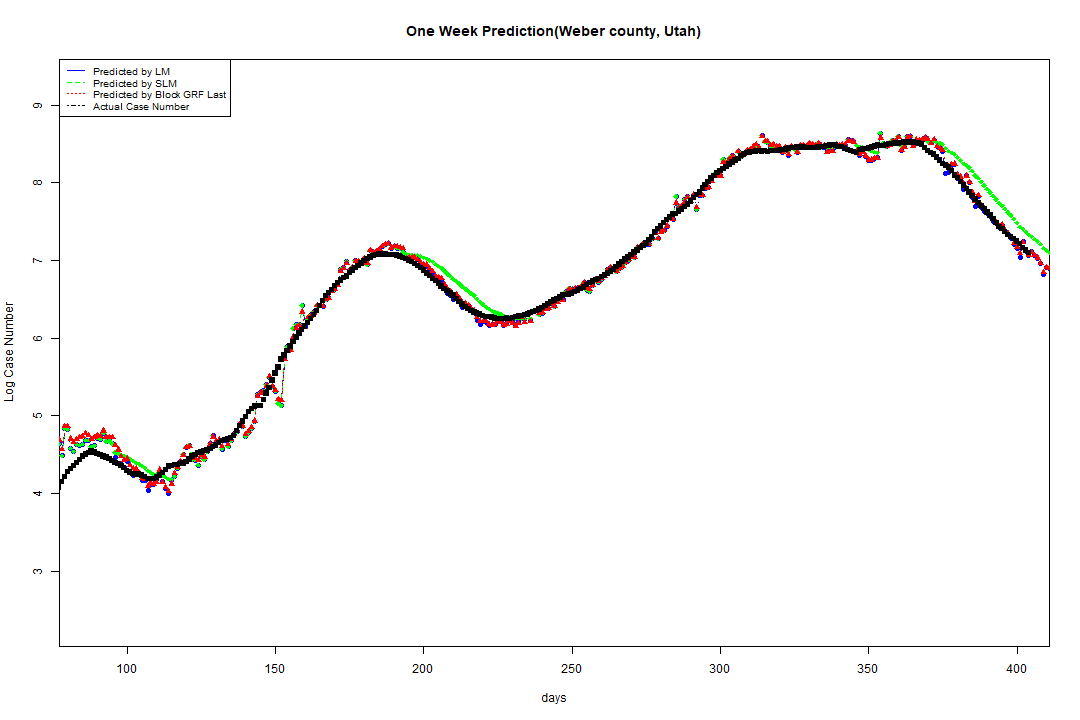 One Week Prediction(Weber county, Utah)
Predicted by LM
Predicted by SLM
Predicted by Block GRF Last
Actual Case Number
Log Case Number
9
8
7
6
5
4
3
100 150 200 250 300 350 400
days